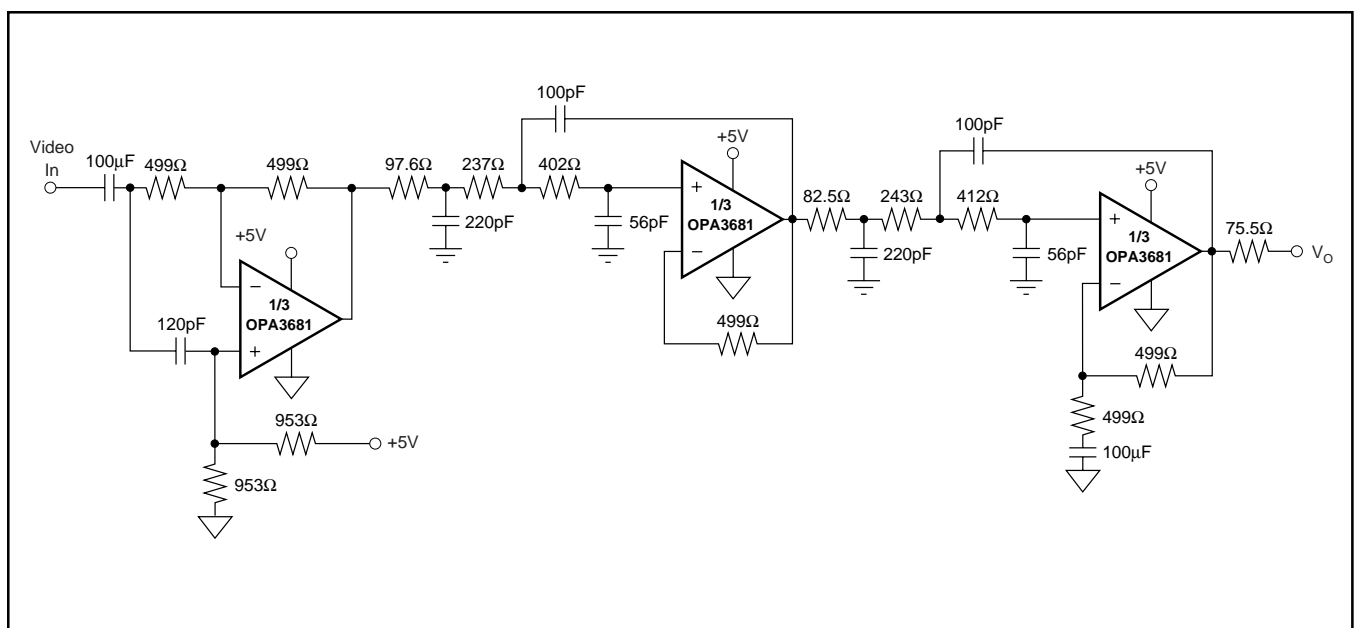 Video
In
100µF
499Ω
499Ω
+5V
1/3
OPA3681
120pF
953Ω
+5V
953Ω
97.6Ω
220pF
237Ω
100pF
402Ω
56pF
+5V
1/3
OPA3681
499Ω
82.5Ω
220pF
243Ω
100pF
412Ω
56pF
+5V
1/3
OPA3681
499Ω
499Ω
100µF
75.5Ω
VO